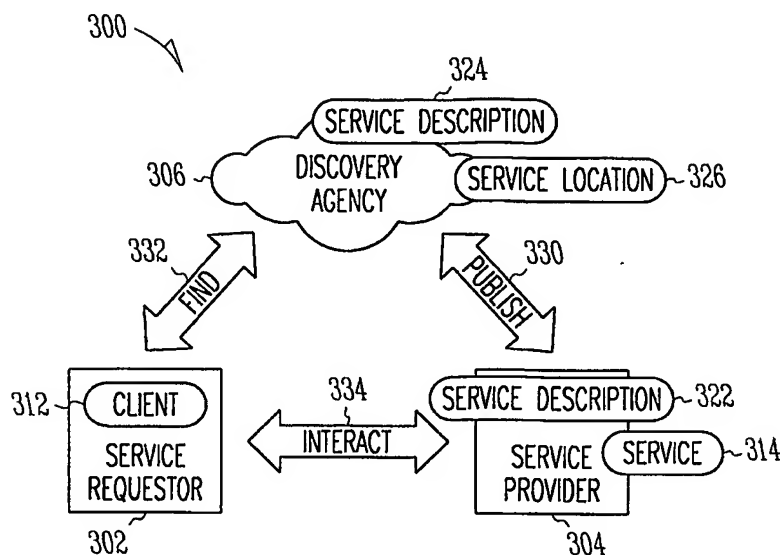 300
324
SERVICE DESCRIPTION
306
DISCOVERY
AGENCY
SERVICE LOCATION
326
332
FIND
330
PUBLISH
312
CLIENT
SERVICE
REQUESTOR
302
334
INTERACT
SERVICE DESCRIPTION
322
SERVICE
PROVIDER
SERVICE
314
304